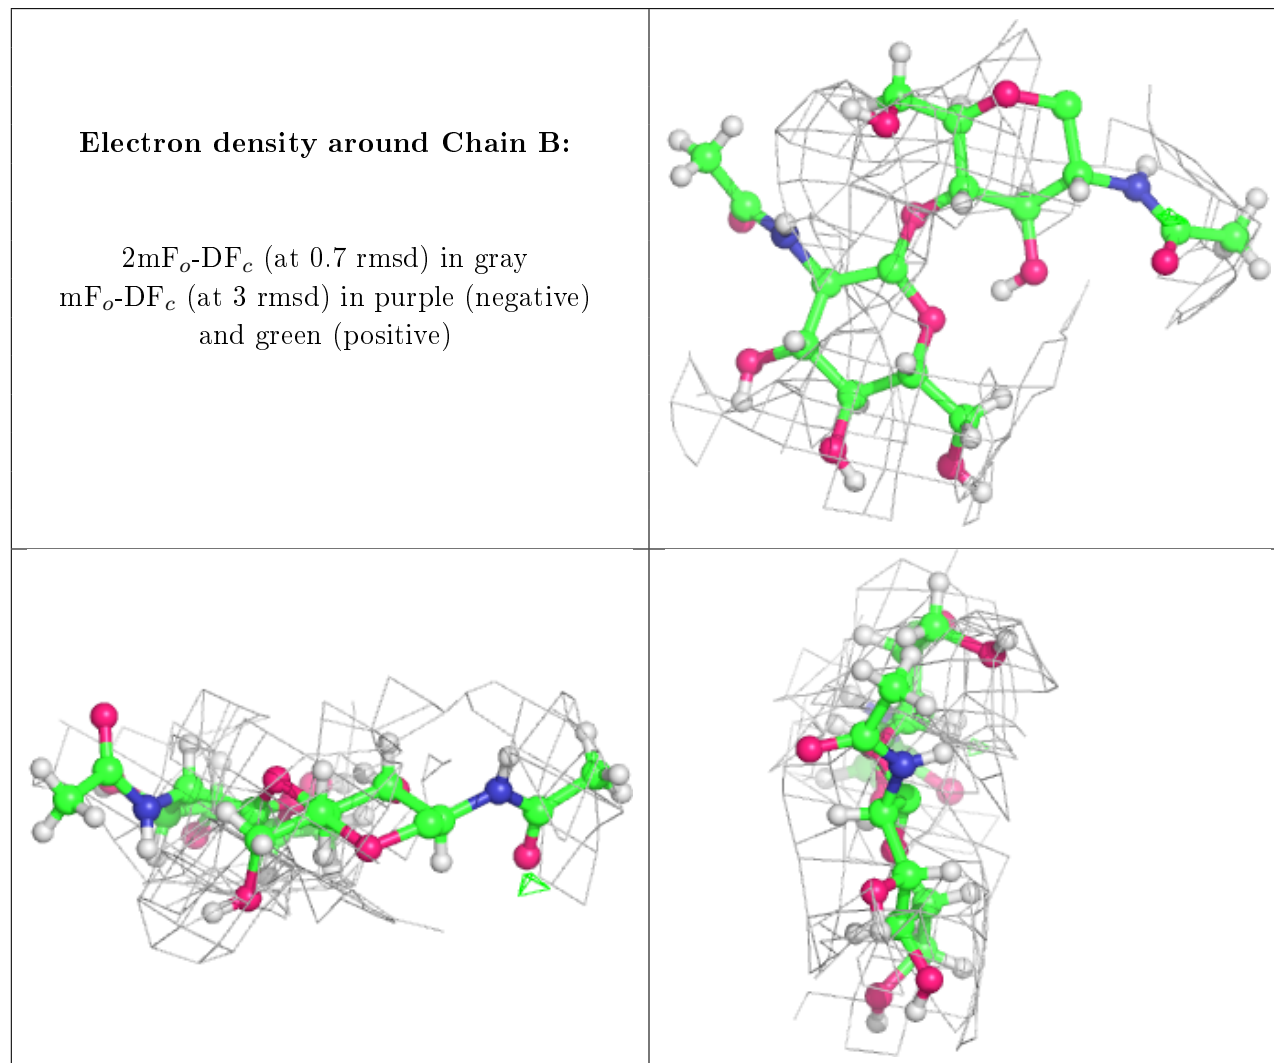 Electron density around Chain B:
2mFₒ-DF𝒸 (at 0.7 rmsd) in gray
mFₒ-DF𝒸 (at 3 rmsd) in purple (negative)
and green (positive)